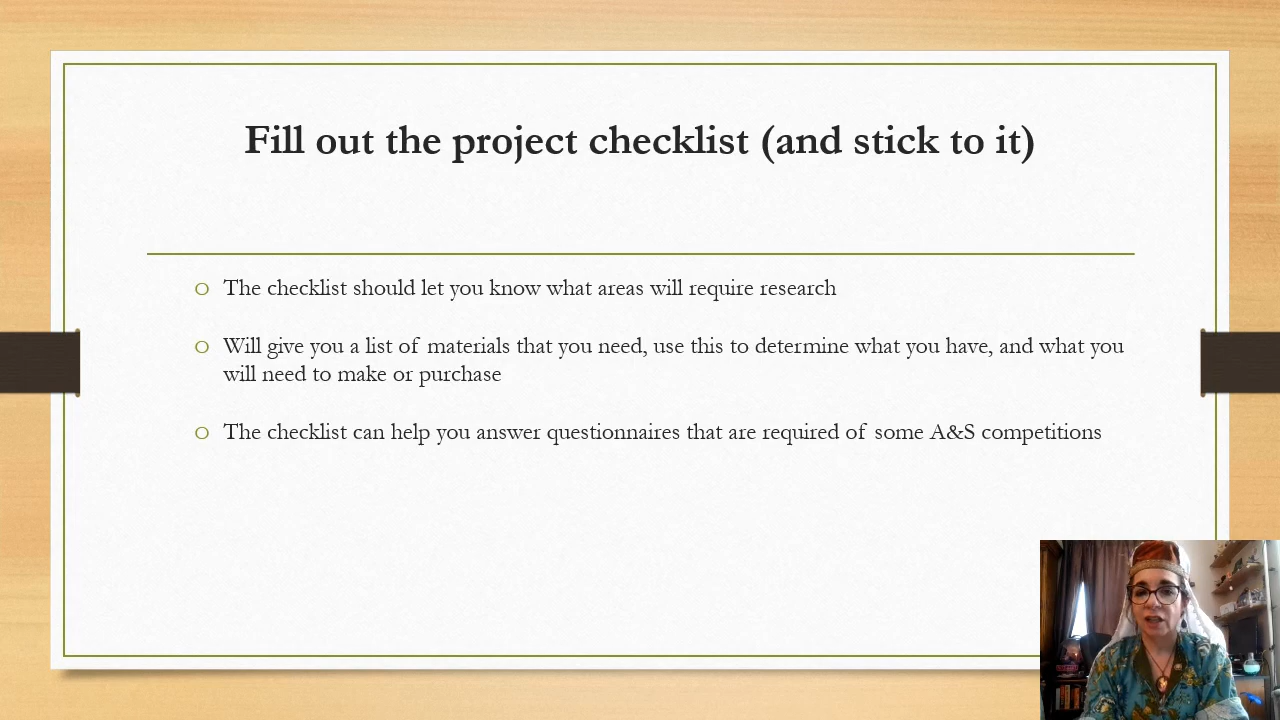 Fill out the project checklist (and stick to it)
o The checklist should let you know what areas will require research
o Will give you a list of materials that you need, use this to determine what you have, and what you
will need to make or purchase
o The checklist can help you answer questionnaires that are required of some A&S competitions